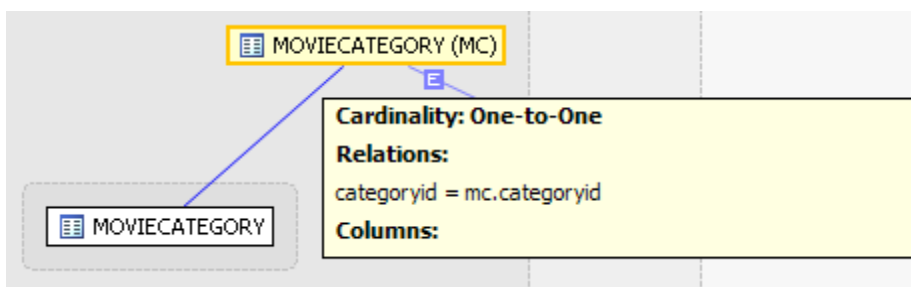 MOVIECATEGORY (MC)
E
Cardinality: One-to-One
Relations:
categoryid = mc.categoryid
MOVIECATEGORY
Columns: